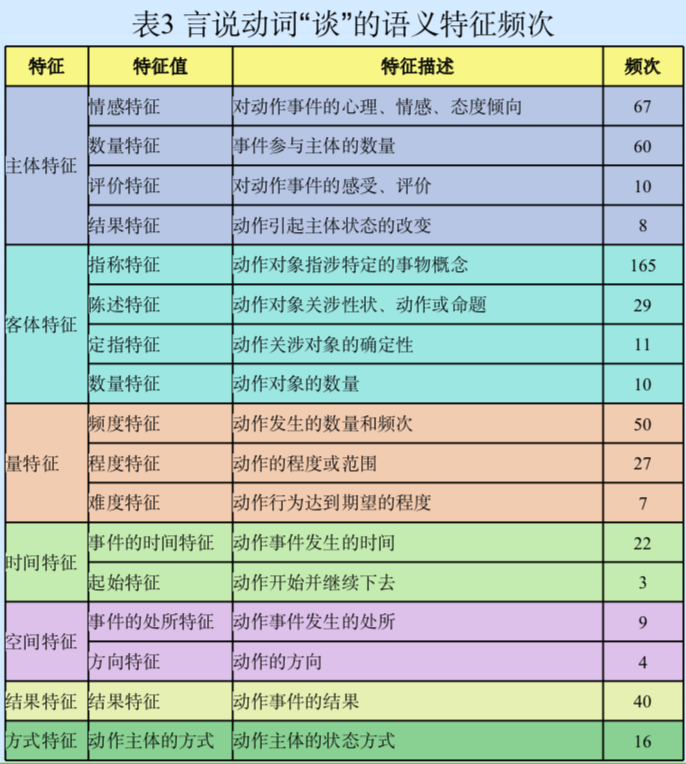 表3 言说动词“谈”的语义特征频次
特征 特征值 特征描述 频次
主体特征 情感特征 对动作事件的心理、情感、态度倾向 67
数量特征 事件参与主体的数量 60
评价特征 对动作事件的感受、评价 10
结果特征 动作引起主体状态的改变 8
客体特征 指称特征 动作对象指涉特定的事物概念 165
陈述特征 动作对象关涉性状、动作或命题 29
定指特征 动作关涉对象的确定性 11
数量特征 动作对象的数量 10
量特征 频度特征 动作发生的数量和频次 50
程度特征 动作的程度或范围 27
难度特征 动作行为达到期望的程度 7
时间特征 事件的时间特征 动作事件发生的时间 22
起始特征 动作开始并继续下去 3
空间特征 事件的处所特征 动作事件发生的处所 9
方向特征 动作的方向 4
结果特征 结果特征 动作事件的结果 40
方式特征 动作主体的方式 动作主体的状态方式 16